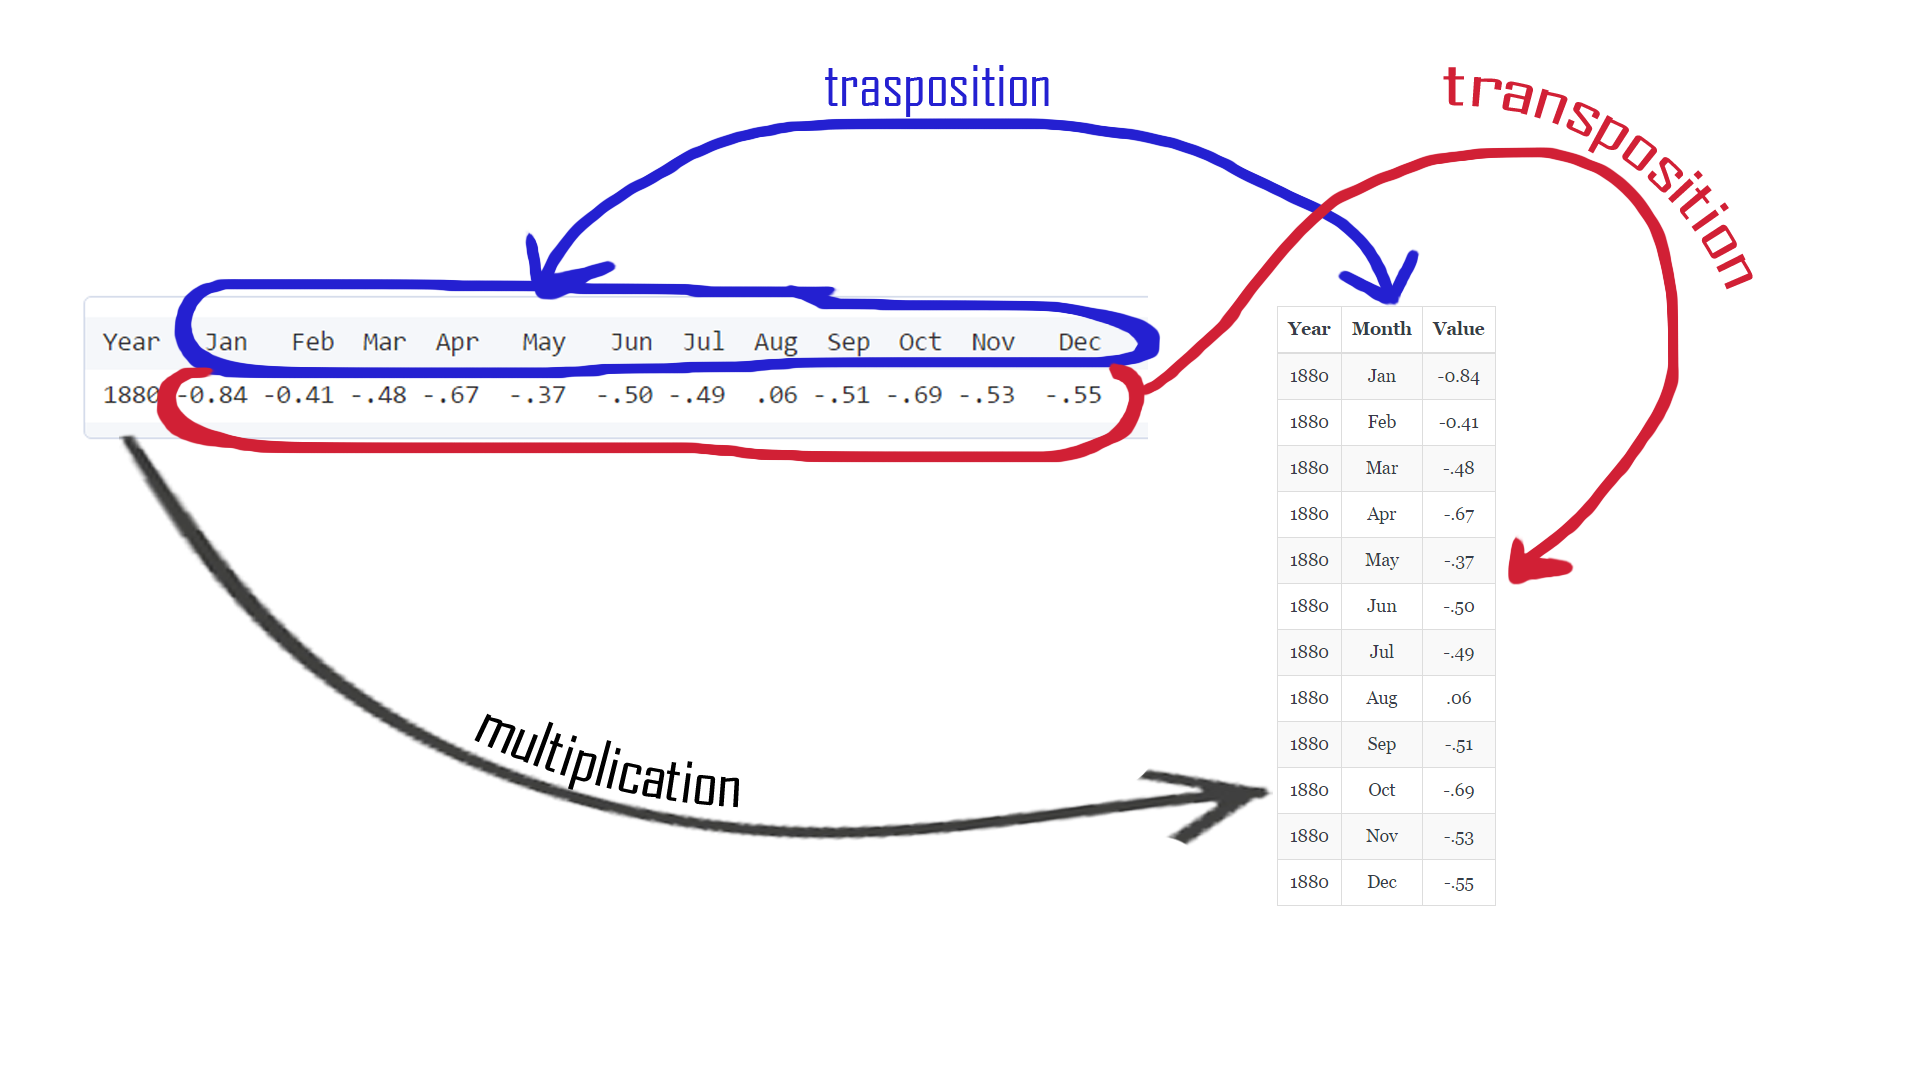 trasposition
transposition
Year Jan Feb Mar Apr May Jun Jul Aug Sep Oct Nov Dec
1880 -0.84 -0.41 -.48 -.67 -.37 -.50 -.49 .06 -.51 -.69 -.53 -.55
multiplication
Year Month Value
1880 Jan -0.84
1880 Feb -0.41
1880 Mar -.48
1880 Apr -.67
1880 May -.37
1880 Jun -.50
1880 Jul -.49
1880 Aug .06
1880 Sep -.51
1880 Oct -.69
1880 Nov -.53
1880 Dec -.55